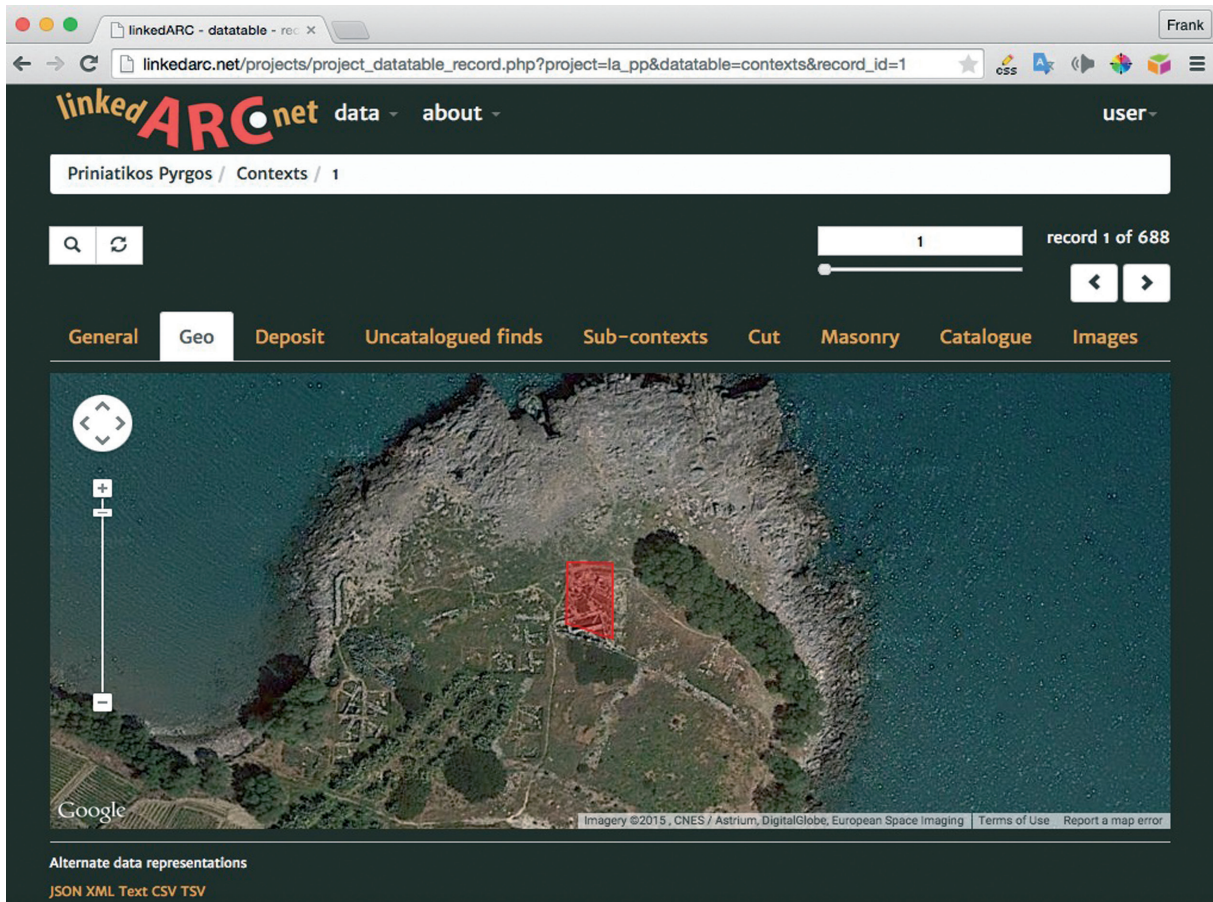 linkedARC - datatable - rec
Frank
linkedarc.net/projects/project_datatable_record.php?project=la_pp&datatable=contexts&record_id=1
css
linkedARC.net data about user
Priniatikos Pyrgos / Contexts / 1
1 record 1 of 688
General Geo Deposit Uncatalogued finds Sub-contexts Cut Masonry Catalogue Images
Google
Imagery ©2015 , CNES / Astrium, DigitalGlobe, European Space Imaging Terms of Use Report a map error
Alternate data representations
JSON XML Text CSV TSV